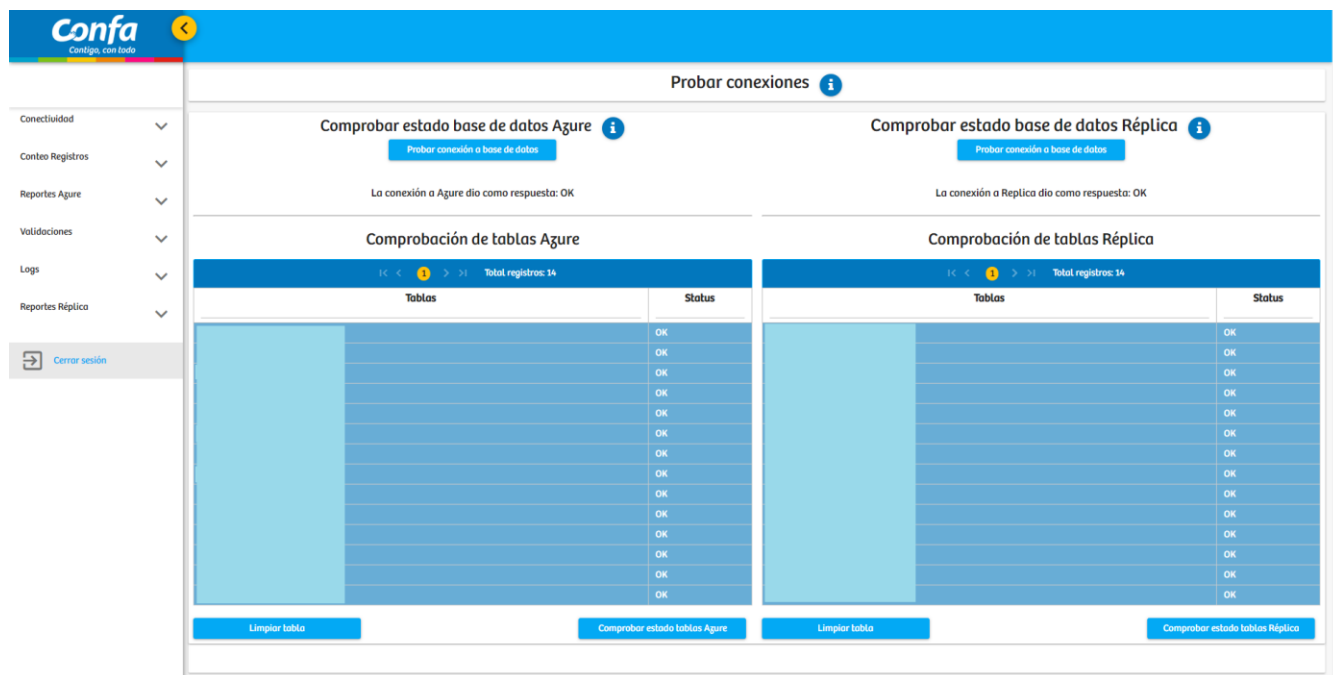 Confa
Contigo, con todo
Probar conexiones
Conectividad
Conteo Registros
Reportes Azure
Validaciones
Logs
Reportes Réplica
Cerrar sesión
Comprobar estado base de datos Azure
Probar conexión a base de datos
La conexión a Azure dio como respuesta: OK
Comprobación de tablas Azure
1 Total registros: 14
Tablas Status
OK
OK
OK
OK
OK
OK
OK
OK
OK
OK
OK
OK
OK
OK
Limpiar tabla Comprobar estado tablas Azure
Comprobar estado base de datos Réplica
Probar conexión a base de datos
La conexión a Replica dio como respuesta: OK
Comprobación de tablas Réplica
1 Total registros: 14
Tablas Status
OK
OK
OK
OK
OK
OK
OK
OK
OK
OK
OK
OK
OK
OK
Limpiar tabla Comprobar estado tablas Réplica